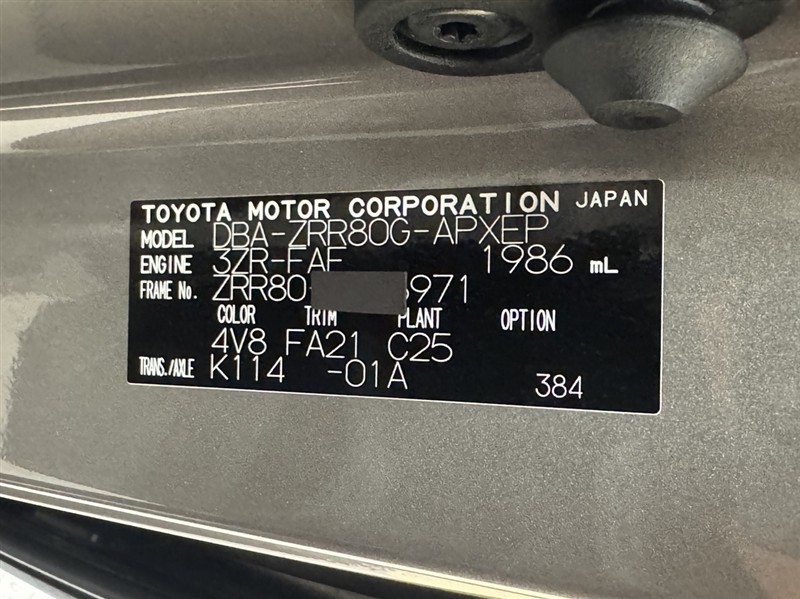 TOYOTA MOTOR CORPORATION JAPAN
MODEL DBA-ZRR80G-APXEP
ENGINE 3ZR-FAE 1986 mL
FRAME No. ZRR80- 971
COLOR TRIM PLANT OPTION
4V8 FA21 C25
TRANS./AXLE K114 -01A
384